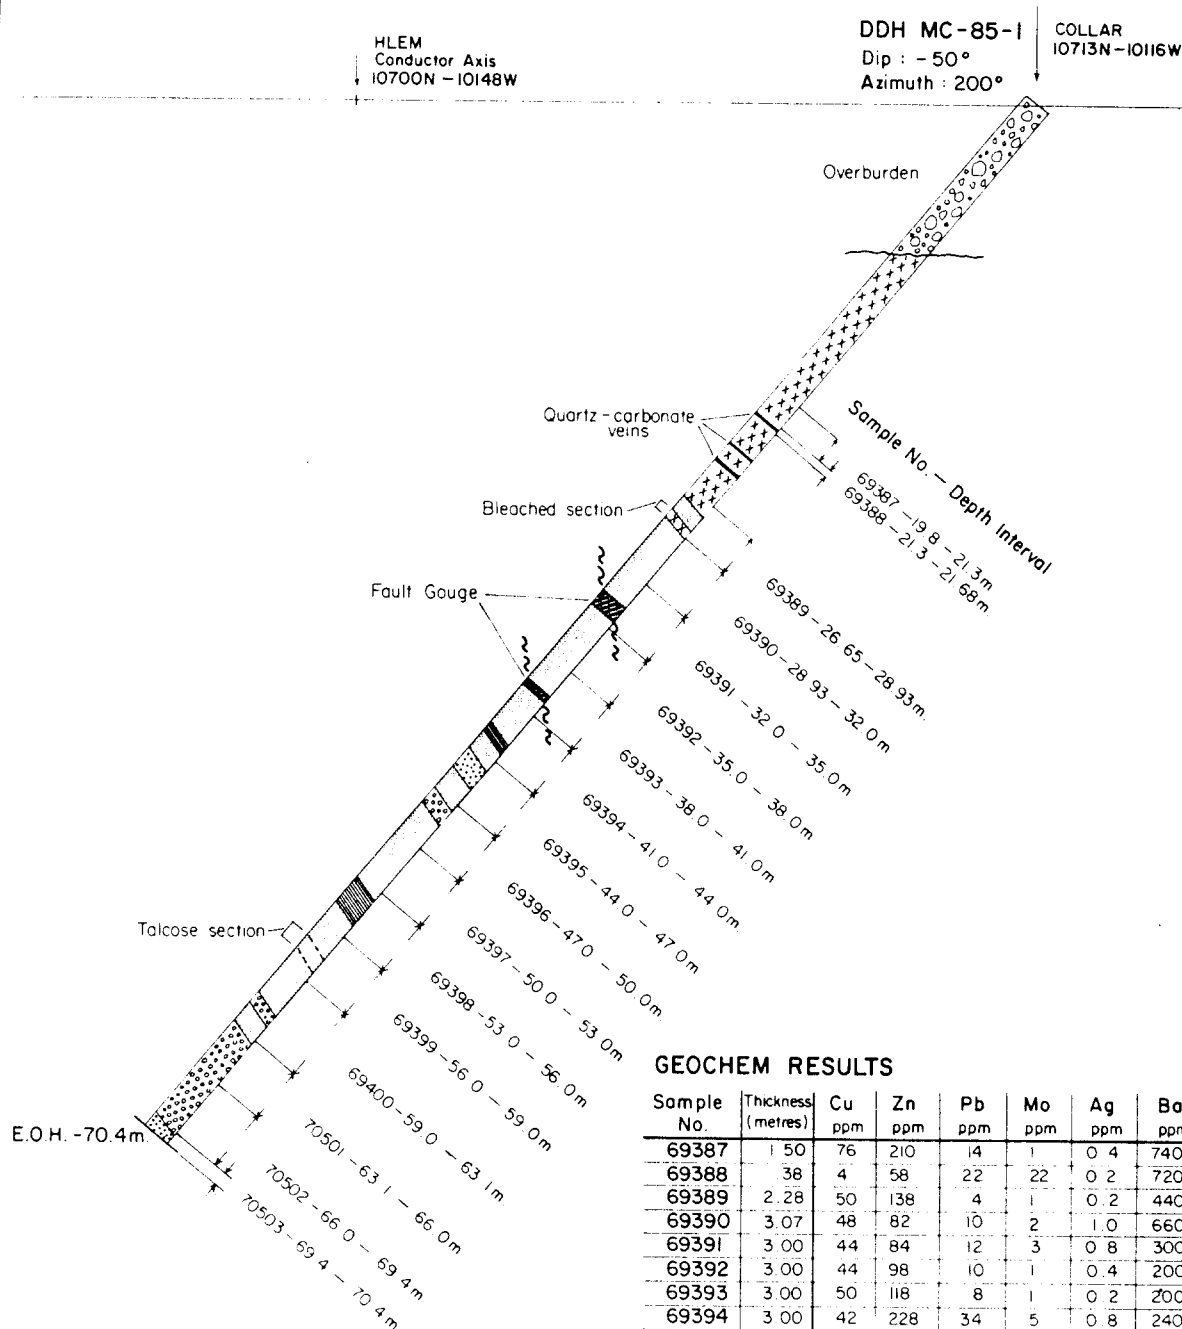 HLEM
Conductor Axis
10700N - 10148W
DDH MC-85-1
Dip : - 50°
Azimuth : 200°
COLLAR
10713N-10116W
Overburden
Quartz - carbonate
veins
Bleached section
Fault Gouge
Talcose section
E.O.H. - 70.4m.
Sample No. — Depth Interval
69387 - 19.8 - 21.3m
69388 - 21.3 - 21.68m.
69389 - 26.65 - 28.93m.
69390 - 28.93 - 32.0m
69391 - 32.0 - 35.0m
69392 - 35.0 - 38.0m
69393 - 38.0 - 41.0m
69394 - 41.0 - 44.0m
69395 - 44.0 - 47.0m
69396 - 47.0 - 50.0m
69397 - 50.0 - 53.0m
69398 - 53.0 - 56.0m
69399 - 56.0 - 59.0m
69400 - 59.0 - 63.1m
70501 - 63.1 - 66.0m
70502 - 66.0 - 69.4m
70503 - 69.4 - 70.4m
GEOCHEM RESULTS
Sample No. Thickness (metres) Cu ppm Zn ppm Pb ppm Mo ppm Ag ppm Ba ppm
69387 1.50 76 210 14 1 0.4 740
69388 .38 4 58 22 22 0.2 720
69389 2.28 50 138 4 1 0.2 440
69390 3.07 48 82 10 2 1.0 660
69391 3.00 44 84 12 3 0.8 300
69392 3.00 44 98 10 1 0.4 200
69393 3.00 50 118 8 1 0.2 200
69394 3.00 42 228 34 5 0.8 240